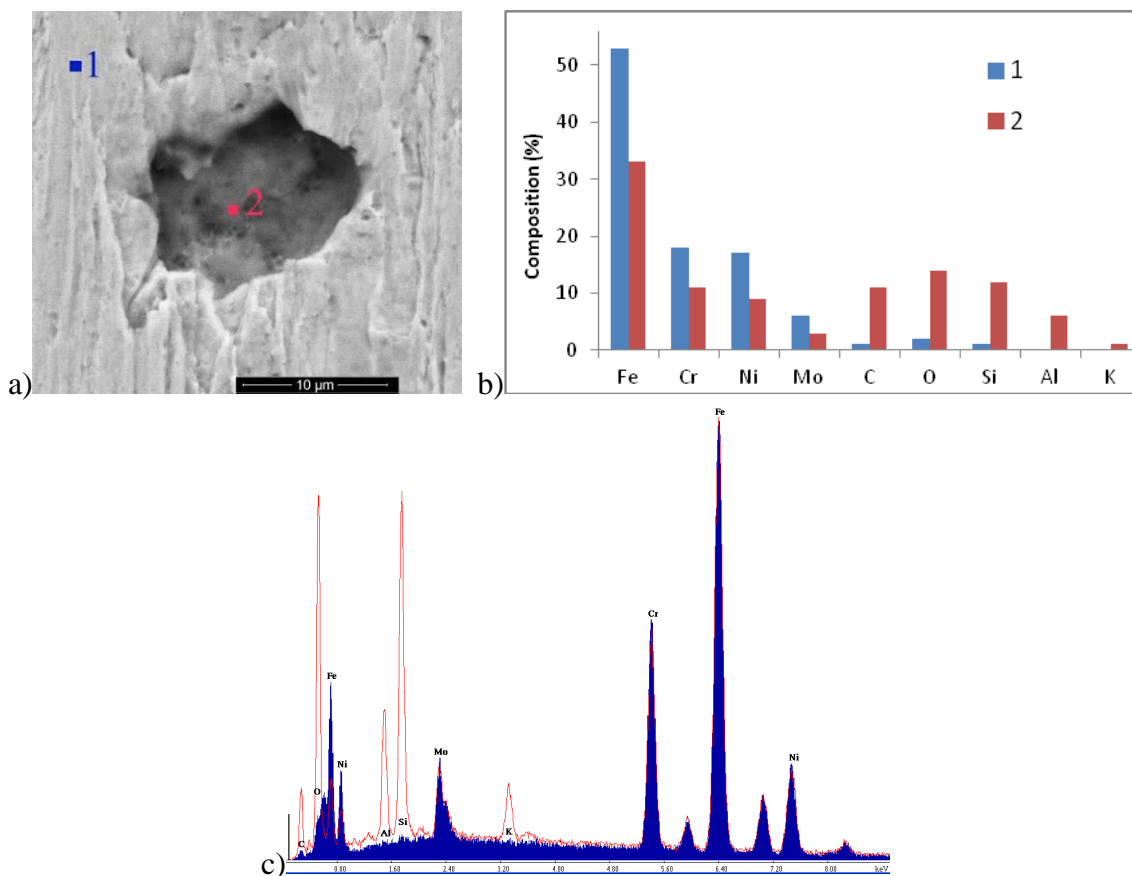 1
2
10 µm
a)
Composition (%)
50
40
30
20
10
0
Fe Cr Ni Mo C O Si Al K
1
2
b)
Fe
Cr
Fe
Mo
Ni
Ni
O
Al
Si
K
C
0.80 1.60 2.40 3.20 4.00 4.80 5.60 6.40 7.20 8.00 keV
c)